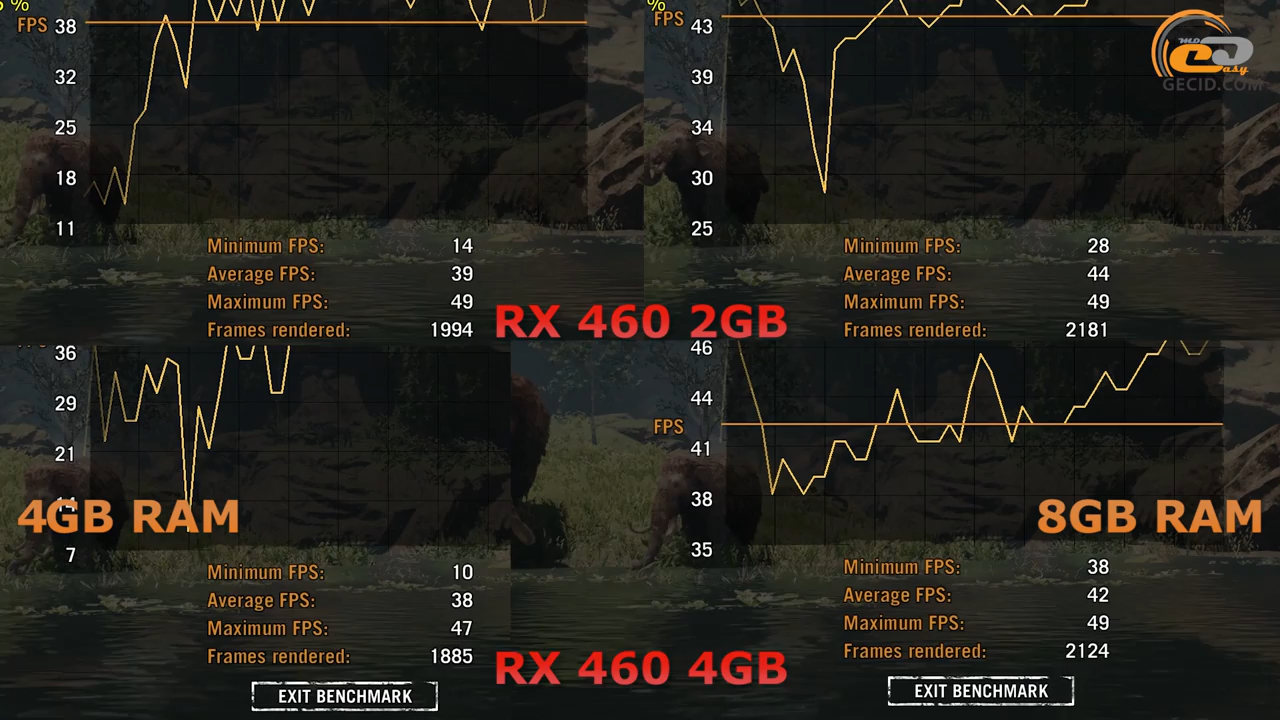 %
FPS 38
32
25
18
11
Minimum FPS: 14
Average FPS: 39
Maximum FPS: 49
Frames rendered: 1994
%
FPS 43
39
34
30
25
Minimum FPS: 28
Average FPS: 44
Maximum FPS: 49
Frames rendered: 2181
Easy
GECID.COM
RX 460 2GB
36
29
21
14
7
4GB RAM
Minimum FPS: 10
Average FPS: 38
Maximum FPS: 47
Frames rendered: 1885
EXIT BENCHMARK
46
44
FPS
41
38
35
8GB RAM
Minimum FPS: 38
Average FPS: 42
Maximum FPS: 49
Frames rendered: 2124
EXIT BENCHMARK
RX 460 4GB